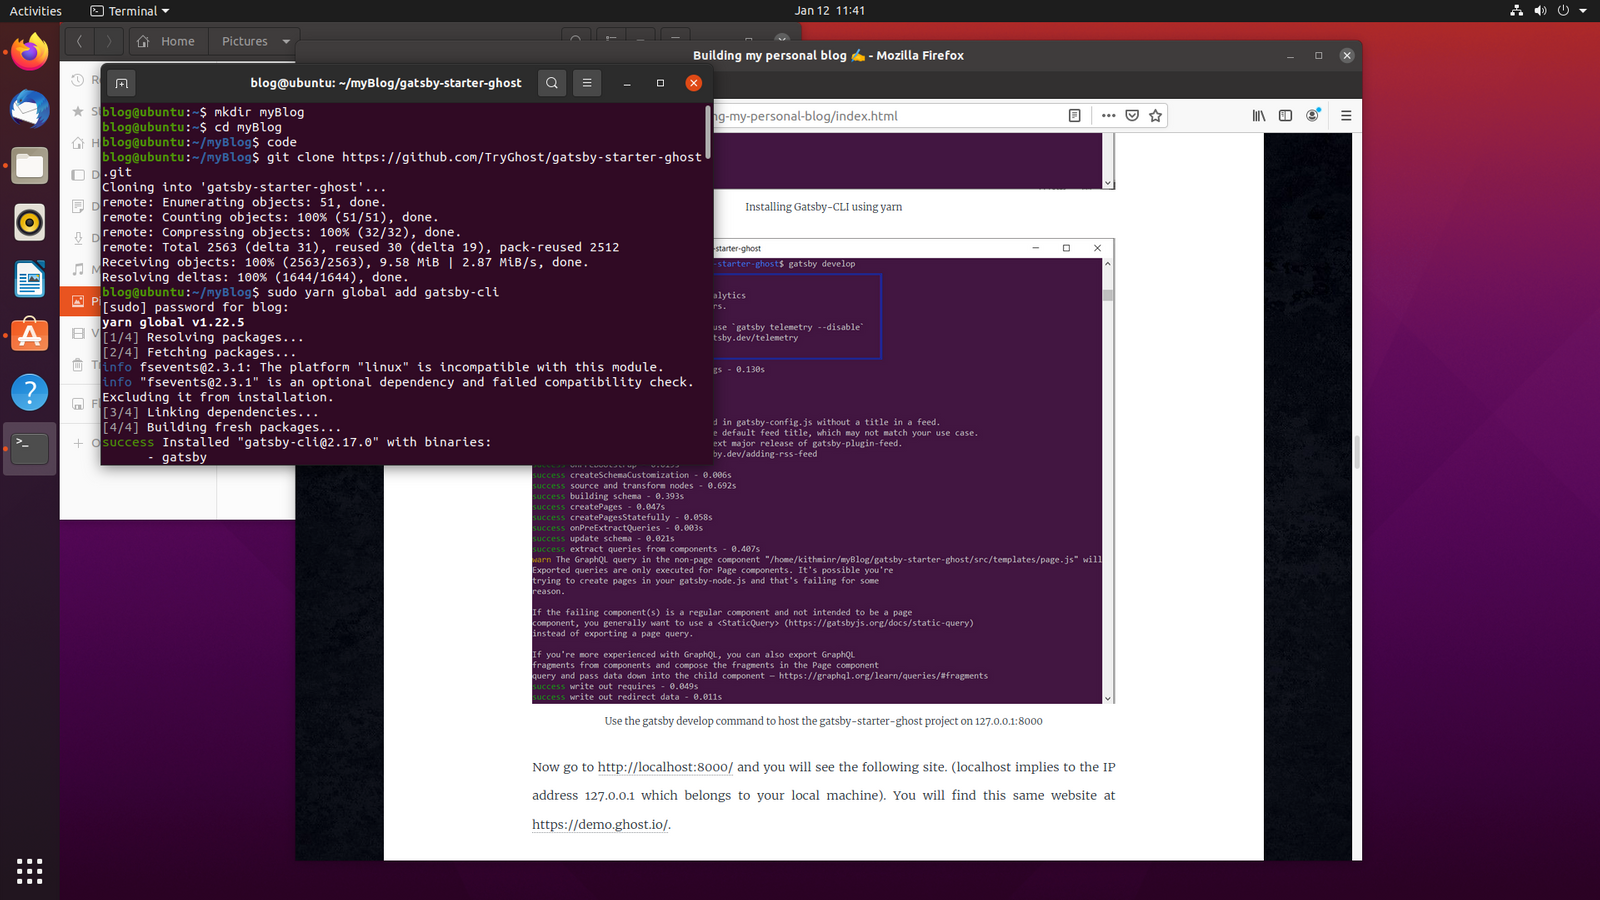 Activities
Terminal
Jan 12 11:41
Home
Pictures
Building my personal blog ✍ - Mozilla Firefox
blog@ubuntu: ~/myBlog/gatsby-starter-ghost
ng-my-personal-blog/index.html
blog@ubuntu:~$ mkdir myBlog
blog@ubuntu:~$ cd myBlog
blog@ubuntu:~/myBlog$ code
blog@ubuntu:~/myBlog$ git clone https://github.com/TryGhost/gatsby-starter-ghost
.git
Cloning into 'gatsby-starter-ghost'...
remote: Enumerating objects: 51, done.
remote: Counting objects: 100% (51/51), done.
remote: Compressing objects: 100% (32/32), done.
remote: Total 2563 (delta 31), reused 30 (delta 19), pack-reused 2512
Receiving objects: 100% (2563/2563), 9.58 MiB | 2.87 MiB/s, done.
Resolving deltas: 100% (1644/1644), done.
blog@ubuntu:~/myBlog$ sudo yarn global add gatsby-cli
[sudo] password for blog:
yarn global v1.22.5
[1/4] Resolving packages...
[2/4] Fetching packages...
info fsevents@2.3.1: The platform "linux" is incompatible with this module.
info "fsevents@2.3.1" is an optional dependency and failed compatibility check.
Excluding it from installation.
[3/4] Linking dependencies...
[4/4] Building fresh packages...
success Installed "gatsby-cli@2.17.0" with binaries:
- gatsby
Installing Gatsby-CLI using yarn
starter-ghost
-starter-ghost$ gatsby develop
alytics
rs.
use `gatsby telemetry --disable`
tsby.dev/telemetry
gs - 0.130s
d in gatsby-config.js without a title in a feed.
e default feed title, which may not match your use case.
ext major release of gatsby-plugin-feed.
by.dev/adding-rss-feed
success createSchemaCustomization - 0.006s
success source and transform nodes - 0.692s
success building schema - 0.393s
success createPages - 0.047s
success createPagesStatefully - 0.058s
success onPreExtractQueries - 0.003s
success update schema - 0.021s
success extract queries from components - 0.407s
warn The GraphQL query in the non-page component "/home/kithminr/myBlog/gatsby-starter-ghost/src/templates/page.js" will
Exported queries are only executed for Page components. It's possible you're
trying to create pages in your gatsby-node.js and that's failing for some
reason.
If the failing component(s) is a regular component and not intended to be a page
component, you generally want to use a <StaticQuery> (https://gatsbyjs.org/docs/static-query)
instead of exporting a page query.
If you're more experienced with GraphQL, you can also export GraphQL
fragments from components and compose the fragments in the Page component
query and pass data down into the child component — https://graphql.org/learn/queries/#fragments
success write out requires - 0.049s
success write out redirect data - 0.011s
Use the gatsby develop command to host the gatsby-starter-ghost project on 127.0.0.1:8000
Now go to http://localhost:8000/ and you will see the following site. (localhost implies to the IP
address 127.0.0.1 which belongs to your local machine). You will find this same website at
https://demo.ghost.io/.